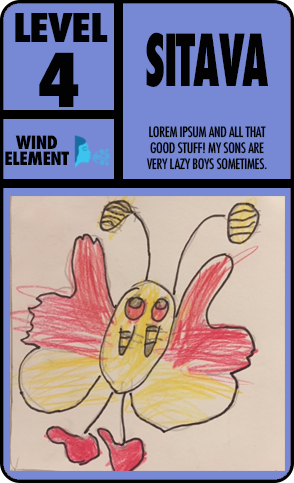 LEVEL
4
SITAVA
WIND
ELEMENT
LOREM IPSUM AND ALL THAT
GOOD STUFF! MY SONS ARE
VERY LAZY BOYS SOMETIMES.